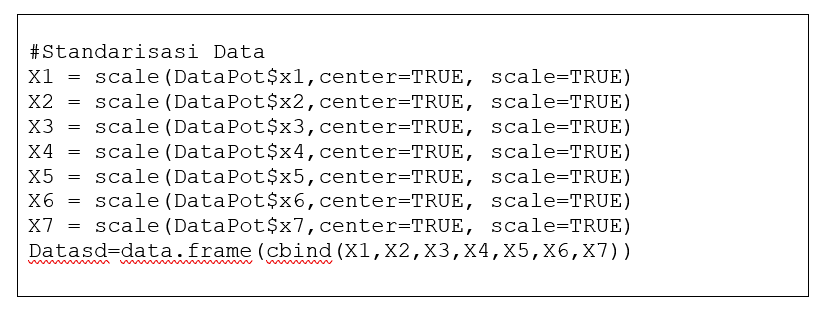 #Standarisasi Data
X1 = scale(DataPot$x1,center=TRUE, scale=TRUE)
X2 = scale(DataPot$x2,center=TRUE, scale=TRUE)
X3 = scale(DataPot$x3,center=TRUE, scale=TRUE)
X4 = scale(DataPot$x4,center=TRUE, scale=TRUE)
X5 = scale(DataPot$x5,center=TRUE, scale=TRUE)
X6 = scale(DataPot$x6,center=TRUE, scale=TRUE)
X7 = scale(DataPot$x7,center=TRUE, scale=TRUE)
Datasd=data.frame(cbind(X1,X2,X3,X4,X5,X6,X7))